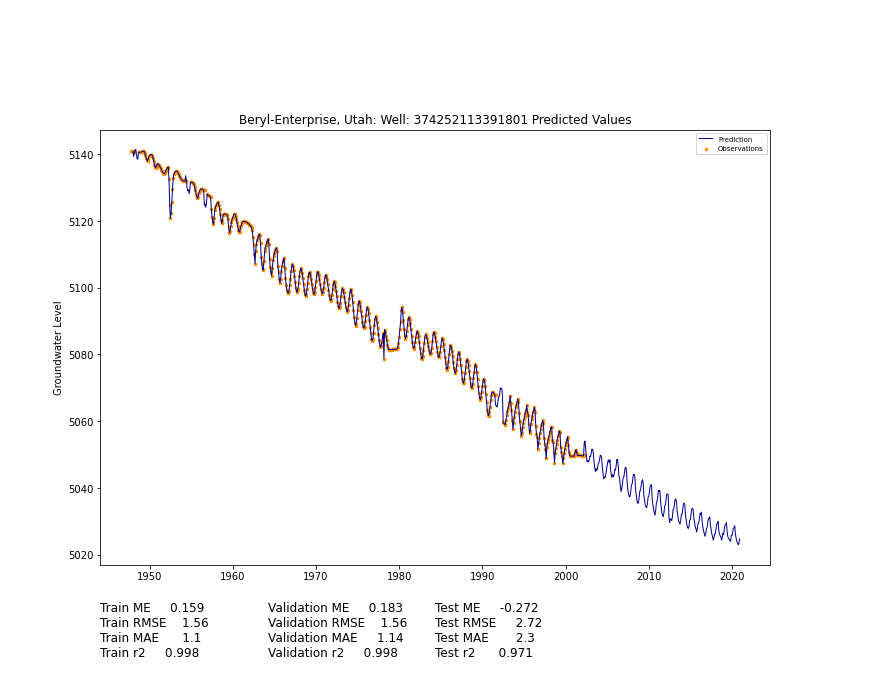 Beryl-Enterprise, Utah: Well: 374252113391801 Predicted Values
Prediction
Observations
Groundwater Level
5140
5120
5100
5080
5060
5040
5020
1950 1960 1970 1980 1990 2000 2010 2020
Train ME 0.159 Validation ME 0.183 Test ME -0.272
Train RMSE 1.56 Validation RMSE 1.56 Test RMSE 2.72
Train MAE 1.1 Validation MAE 1.14 Test MAE 2.3
Train r2 0.998 Validation r2 0.998 Test r2 0.971